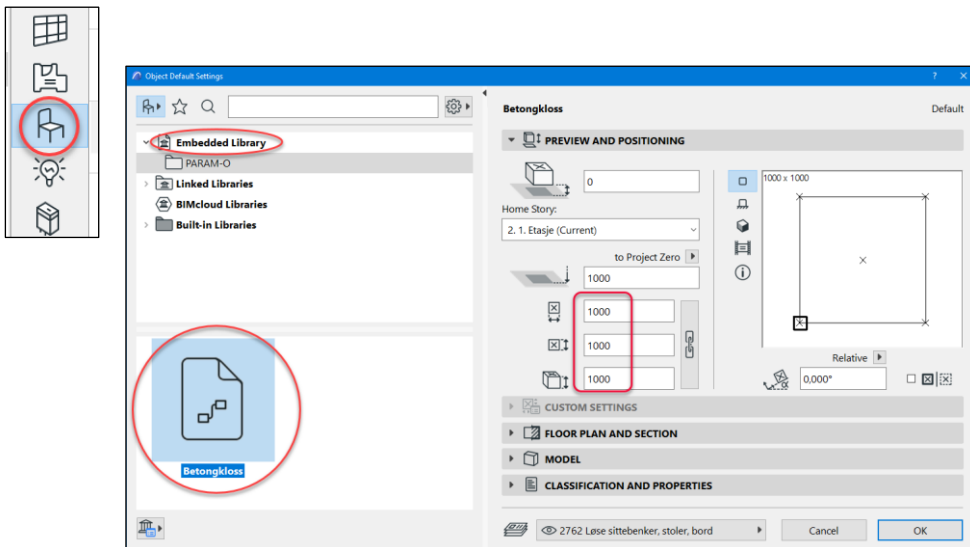 Object Default Settings
Betongkloss
Default
Embedded Library
PARAM-O
Linked Libraries
BIMcloud Libraries
Built-in Libraries
Betongkloss
PREVIEW AND POSITIONING
0
Home Story:
2. 1. Etasje (Current)
to Project Zero
1000
1000
1000
1000
1000 x 1000
Relative
α
0,000°
CUSTOM SETTINGS
FLOOR PLAN AND SECTION
MODEL
CLASSIFICATION AND PROPERTIES
2762 Løse sittebenker, stoler, bord
Cancel
OK